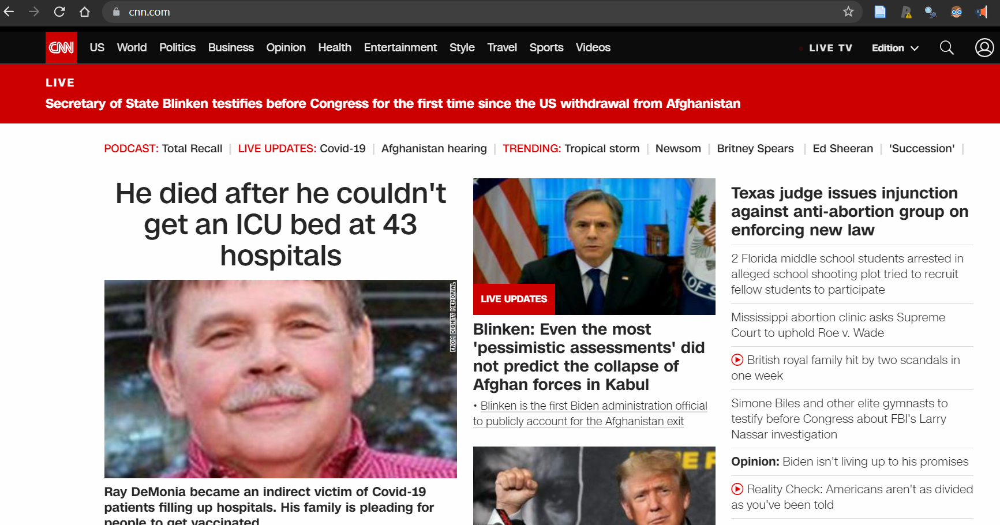 cnn.com
CNN US World Politics Business Opinion Health Entertainment Style Travel Sports Videos LIVE TV Edition
LIVE
Secretary of State Blinken testifies before Congress for the first time since the US withdrawal from Afghanistan
PODCAST: Total Recall | LIVE UPDATES: Covid-19 | Afghanistan hearing | TRENDING: Tropical storm | Newsom | Britney Spears | Ed Sheeran | 'Succession' |
He died after he couldn't
get an ICU bed at 43
hospitals
FROM DIGNITY MEMORIAL
Ray DeMonia became an indirect victim of Covid-19
patients filling up hospitals. His family is pleading for
people to get vaccinated
OF S
LIVE UPDATES
Blinken: Even the most
'pessimistic assessments' did
not predict the collapse of
Afghan forces in Kabul
• Blinken is the first Biden administration official
to publicly account for the Afghanistan exit
Texas judge issues injunction
against anti-abortion group on
enforcing new law
2 Florida middle school students arrested in
alleged school shooting plot tried to recruit
fellow students to participate
Mississippi abortion clinic asks Supreme
Court to uphold Roe v. Wade
British royal family hit by two scandals in
one week
Simone Biles and other elite gymnasts to
testify before Congress about FBI's Larry
Nassar investigation
Opinion: Biden isn't living up to his promises
Reality Check: Americans aren't as divided
as you've been told